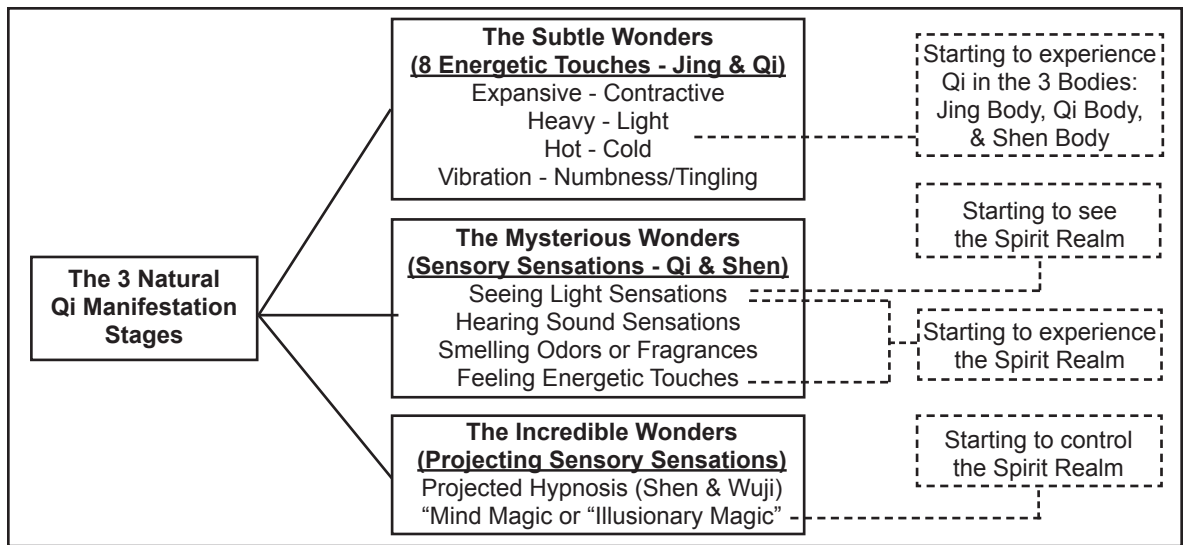 The 3 Natural
Qi Manifestation
Stages
The Subtle Wonders
(8 Energetic Touches - Jing & Qi)
Expansive - Contractive
Heavy - Light
Hot - Cold
Vibration - Numbness/Tingling
Starting to experience
Qi in the 3 Bodies:
Jing Body, Qi Body,
& Shen Body
The Mysterious Wonders
(Sensory Sensations - Qi & Shen)
Seeing Light Sensations
Hearing Sound Sensations
Smelling Odors or Fragrances
Feeling Energetic Touches
Starting to see
the Spirit Realm
Starting to experience
the Spirit Realm
The Incredible Wonders
(Projecting Sensory Sensations)
Projected Hypnosis (Shen & Wuji)
“Mind Magic or “Illusionary Magic”
Starting to control
the Spirit Realm